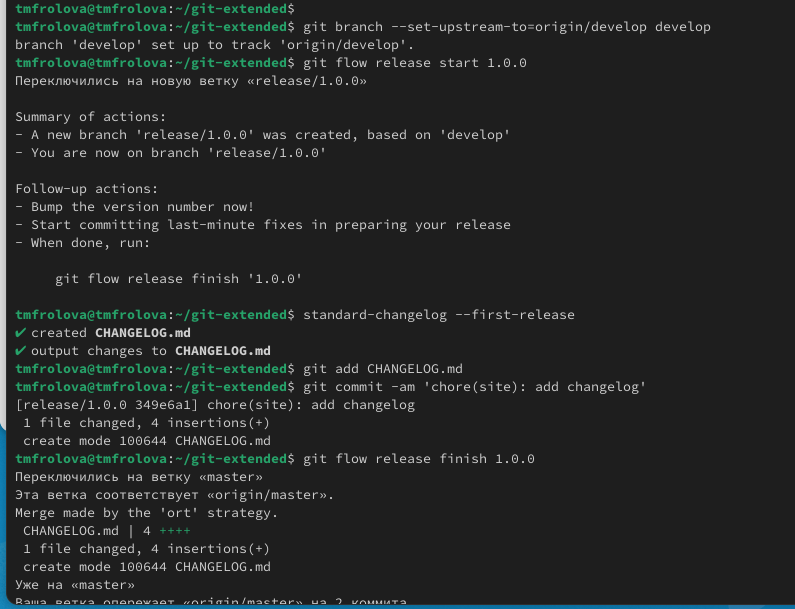 tmfrolova@tmfrolova:~/git-extended$
tmfrolova@tmfrolova:~/git-extended$ git branch --set-upstream-to=origin/develop develop
branch 'develop' set up to track 'origin/develop'.
tmfrolova@tmfrolova:~/git-extended$ git flow release start 1.0.0
Переключились на новую ветку «release/1.0.0»
Summary of actions:
- A new branch 'release/1.0.0' was created, based on 'develop'
- You are now on branch 'release/1.0.0'
Follow-up actions:
- Bump the version number now!
- Start committing last-minute fixes in preparing your release
- When done, run:
git flow release finish '1.0.0'
tmfrolova@tmfrolova:~/git-extended$ standard-changelog --first-release
✔ created CHANGELOG.md
✔ output changes to CHANGELOG.md
tmfrolova@tmfrolova:~/git-extended$ git add CHANGELOG.md
tmfrolova@tmfrolova:~/git-extended$ git commit -am 'chore(site): add changelog'
[release/1.0.0 349e6a1] chore(site): add changelog
1 file changed, 4 insertions(+)
create mode 100644 CHANGELOG.md
tmfrolova@tmfrolova:~/git-extended$ git flow release finish 1.0.0
Переключились на ветку «master»
Эта ветка соответствует «origin/master».
Merge made by the 'ort' strategy.
CHANGELOG.md | 4 ++++
1 file changed, 4 insertions(+)
create mode 100644 CHANGELOG.md
Уже на «master»
Ваша ветка опережает «origin/master» на 2 коммита